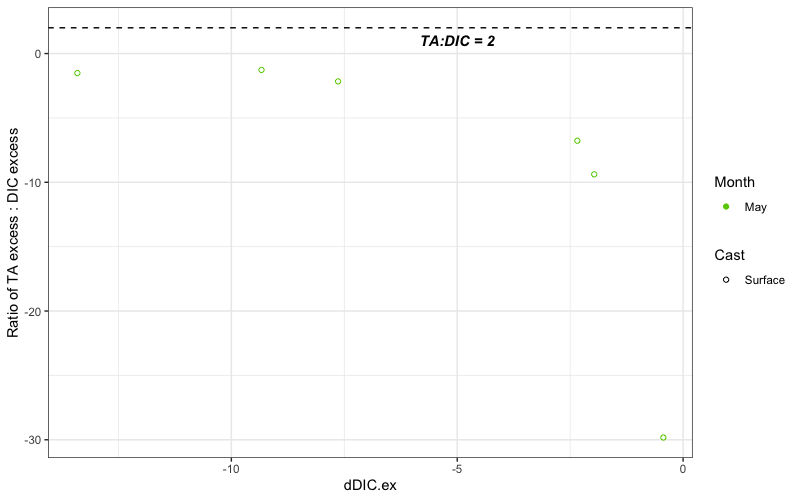 TA:DIC = 2
0
-10
-20
-30
Ratio of TA excess : DIC excess
-10
-5
0
dDIC.ex
Month
May
Cast
Surface